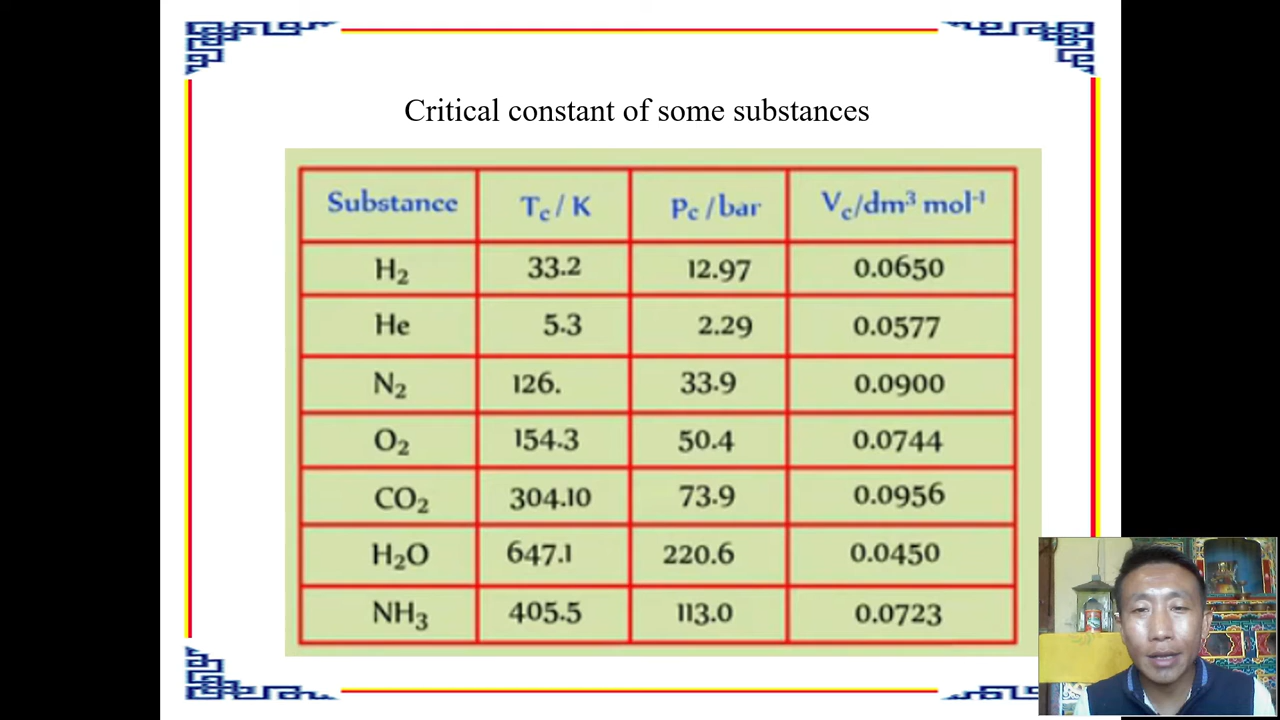 Critical constant of some substances
Substance T꜀ / K P꜀ /bar V꜀/dm³ mol⁻¹
H₂ 33.2 12.97 0.0650
He 5.3 2.29 0.0577
N₂ 126. 33.9 0.0900
O₂ 154.3 50.4 0.0744
CO₂ 304.10 73.9 0.0956
H₂O 647.1 220.6 0.0450
NH₃ 405.5 113.0 0.0723